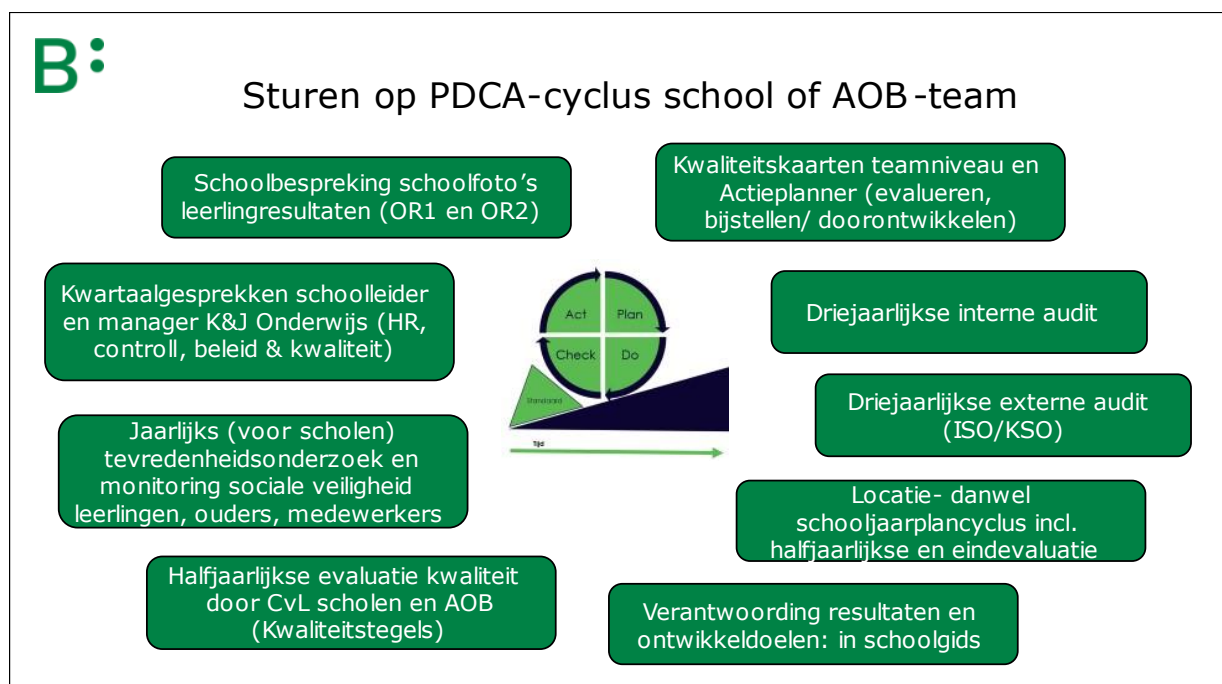 B:
Sturen op PDCA-cyclus school of AOB-team
Schoolbespreking schoolfoto’s
leerlingresultaten (OR1 en OR2)
Kwaliteitskaarten teamniveau en
Actieplanner (evalueren,
bijstellen/ doorontwikkelen)
Kwartaalgesprekken schoolleider
en manager K&J Onderwijs (HR,
controll, beleid & kwaliteit)
Act
Plan
Check
Do
Standaard
Tijd
Driejaarlijkse interne audit
Driejaarlijkse externe audit
(ISO/KSO)
Jaarlijks (voor scholen)
tevredenheidsonderzoek en
monitoring sociale veiligheid
leerlingen, ouders, medewerkers
Locatie- danwel
schooljaarplancyclus incl.
halfjaarlijkse en eindevaluatie
Halfjaarlijkse evaluatie kwaliteit
door CvL scholen en AOB
(Kwaliteitstegels)
Verantwoording resultaten en
ontwikkeldoelen: in schoolgids